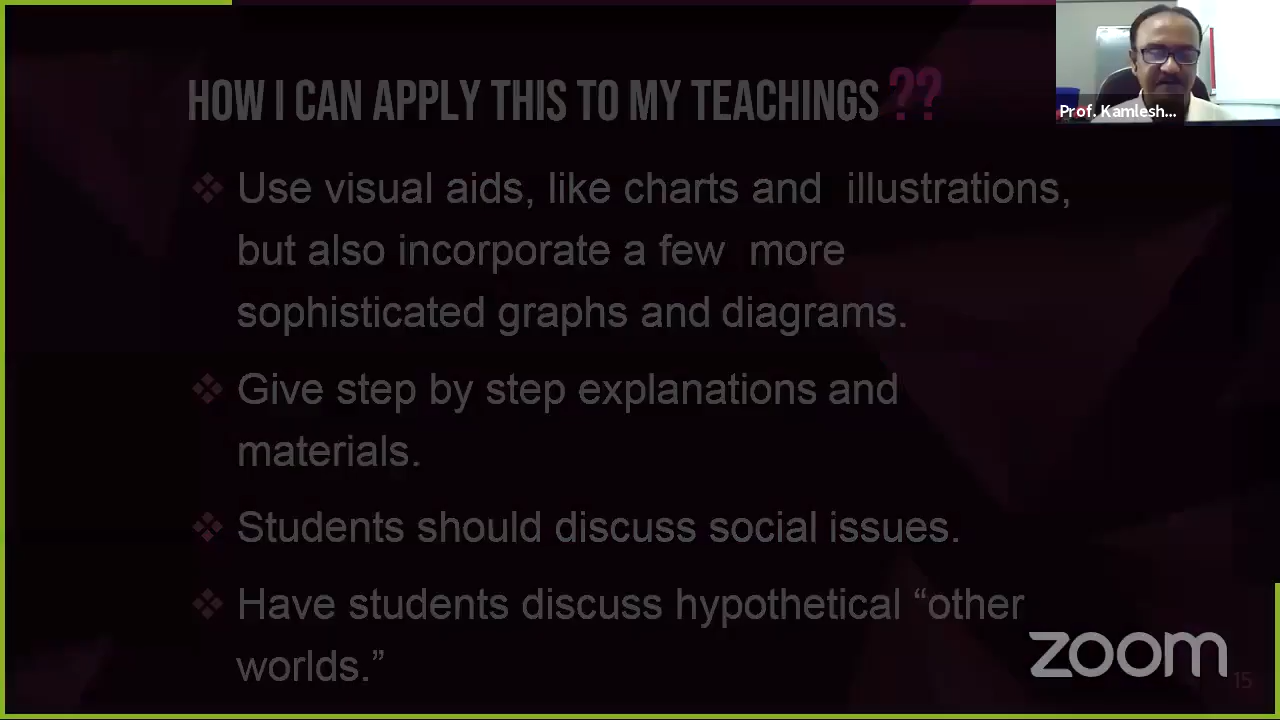 HOW I CAN APPLY THIS TO MY TEACHINGS ??
Prof. Kamlesh...
❖ Use visual aids, like charts and illustrations,
but also incorporate a few more
sophisticated graphs and diagrams.
❖ Give step by step explanations and
materials.
❖ Students should discuss social issues.
❖ Have students discuss hypothetical “other
worlds.”
zoom
15